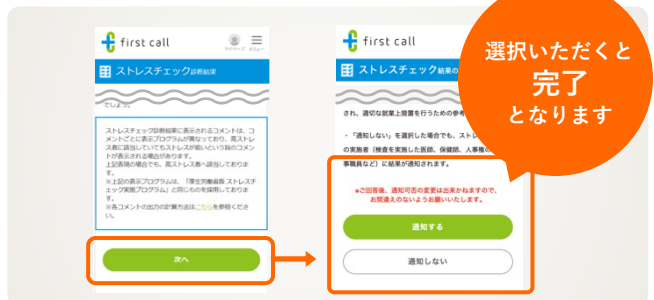 first call
マイページ メニュー
ストレスチェック診断結果
でしょう。
ストレスチェック診断結果に表示されるコメントは、コ
メントごとに表示プログラムが異なっており、高ストレ
ス者に該当していてもストレスが低いという旨のコメン
トが表示される場合があります。
上記表現の場合でも、高ストレス者へ該当しておりま
す。
※上記の表示プログラムは、「厚生労働省版 ストレスチ
ェック実施プログラム」と同じものを採用しておりま
す。
※各コメントの出力の計算方法はこちらを参照くださ
い。
次へ
first call
ストレスチェック結果の
され、適切な就業上措置を行うための参考
・「通知しない」を選択した場合でも、スト
の実施者（検査を実施した医師、保健師、人事権の
事職員など）に結果が通知されます。
※ご回答後、通知可否の変更は出来かねますので、
お間違えのないようお願いいたします。
通知する
通知しない
選択いただくと
完了
となります